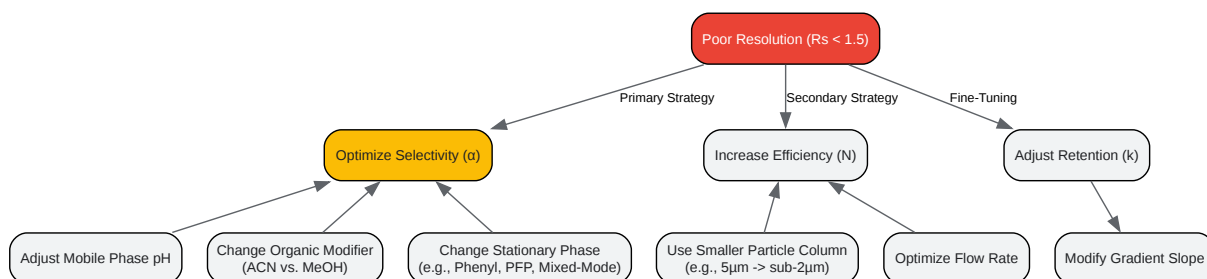 Poor Resolution (Rs < 1.5)
Primary Strategy
Secondary Strategy
Fine-Tuning
Optimize Selectivity (α)
Increase Efficiency (N)
Adjust Retention (k)
Adjust Mobile Phase pH
Change Organic Modifier
(ACN vs. MeOH)
Change Stationary Phase
(e.g., Phenyl, PFP, Mixed-Mode)
Use Smaller Particle Column
(e.g., 5µm -> sub-2µm)
Optimize Flow Rate
Modify Gradient Slope